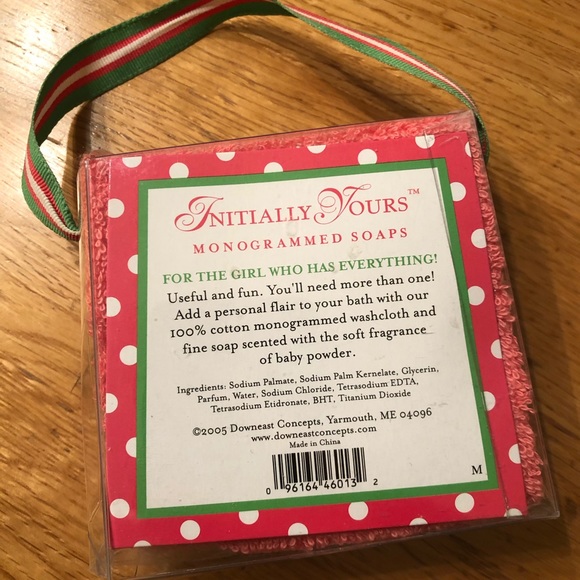 INITIALLY YOURS™
MONOGRAMMED SOAPS
FOR THE GIRL WHO HAS EVERYTHING!
Useful and fun. You'll need more than one!
Add a personal flair to your bath with our
100% cotton monogrammed washcloth and
fine soap scented with the soft fragrance
of baby powder.
Ingredients: Sodium Palmate, Sodium Palm Kernelate, Glycerin,
Parfum, Water, Sodium Chloride, Tetrasodium EDTA,
Tetrasodium Etidronate, BHT, Titanium Dioxide
©2005 Downeast Concepts, Yarmouth, ME 04096
www.downeastconcepts.com
Made in China
0 96164 46013 2
M